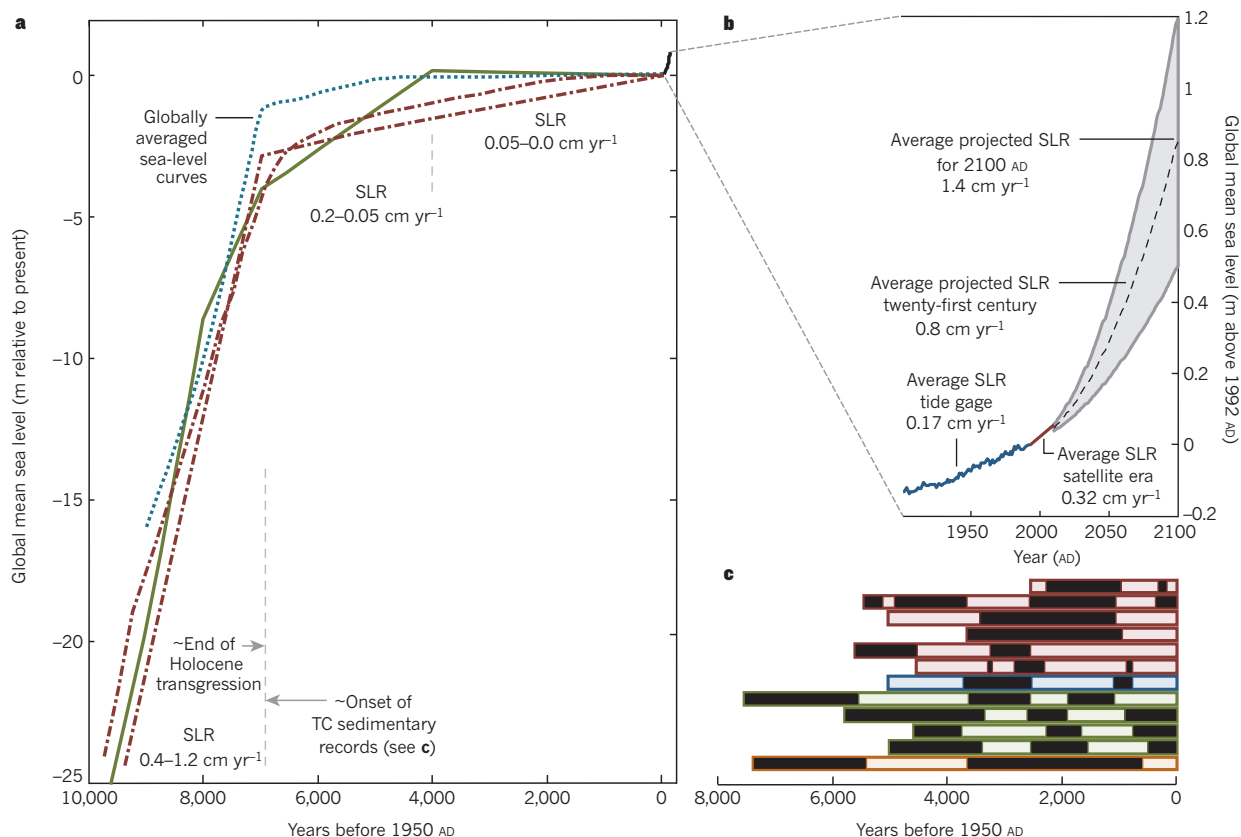 a
Global mean sea level (m relative to present)
0
–5
–10
–15
–20
–25
Globally
averaged
sea-level
curves
SLR
0.05–0.0 cm yr–1
SLR
0.2–0.05 cm yr–1
~End of
Holocene
transgression
~Onset of
TC sedimentary
records (see c)
SLR
0.4–1.2 cm yr–1
10,000 8,000 6,000 4,000 2,000 0
Years before 1950 AD
b
1.2
1
0.8
0.6
0.4
0.2
0
–0.2
Global mean sea level (m above 1992 AD)
Average projected SLR
for 2100 AD
1.4 cm yr–1
Average projected SLR
twenty-first century
0.8 cm yr–1
Average SLR
tide gage
0.17 cm yr–1
Average SLR
satellite era
0.32 cm yr–1
1950 2000 2050 2100
Year (AD)
c
8,000 6,000 4,000 2,000 0
Years before 1950 AD